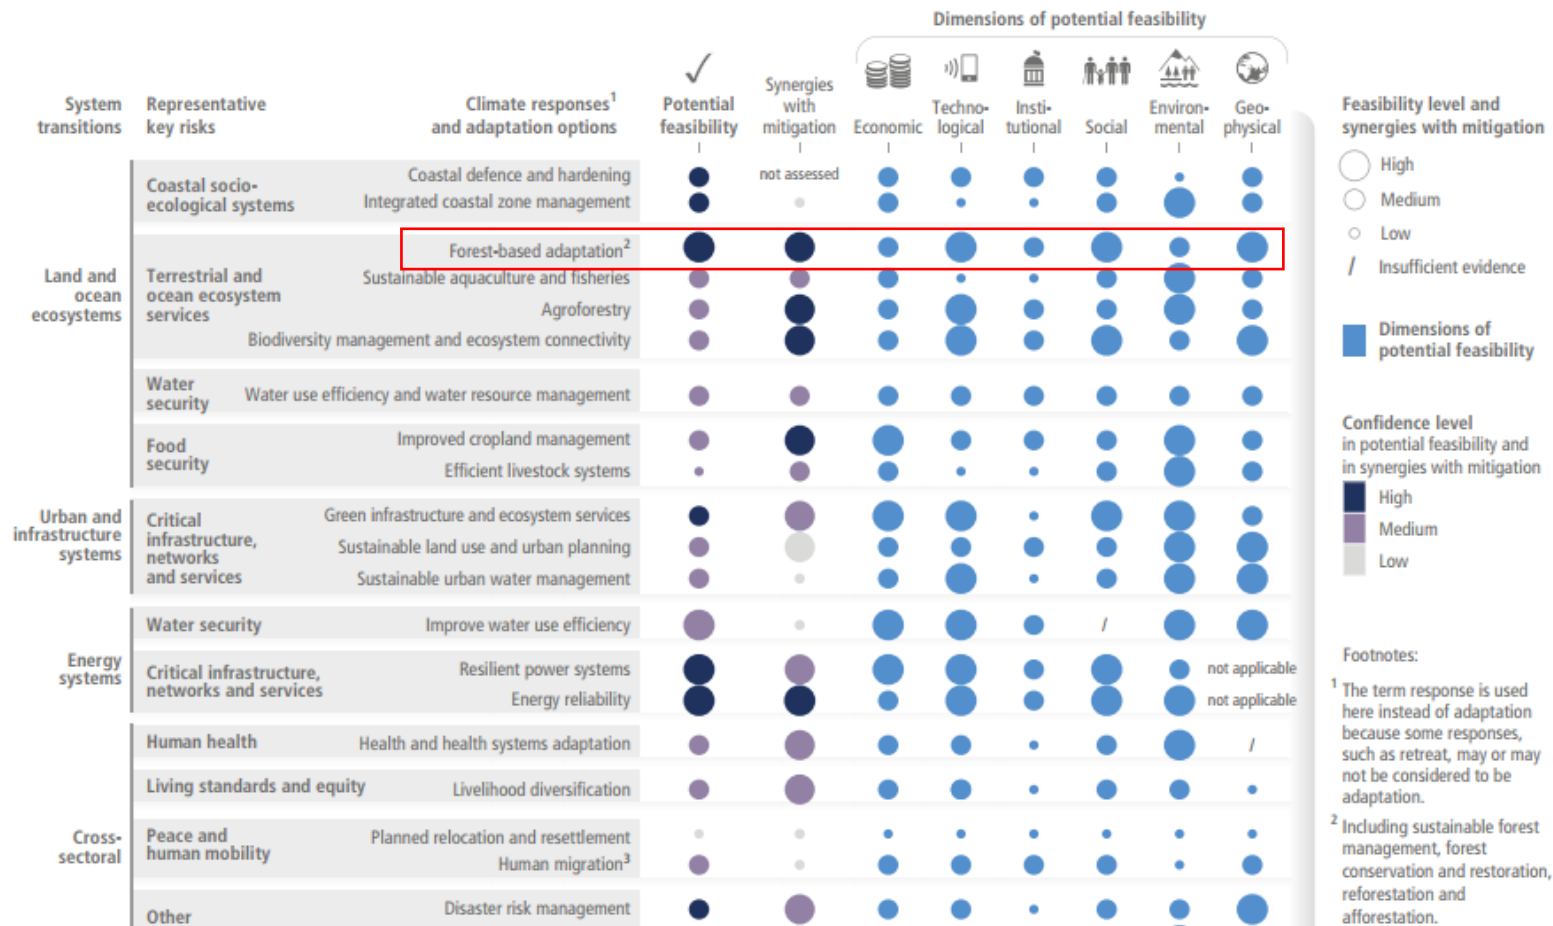 Dimensions of potential feasibility
System transitions
Representative key risks
Climate responses1 and adaptation options
Potential feasibility
Synergies with mitigation
Economic
Techno-logical
Insti-tutional
Social
Environ-mental
Geo-physical
Land and ocean ecosystems
Coastal socio-ecological systems
Coastal defence and hardening
not assessed
Integrated coastal zone management
Terrestrial and ocean ecosystem services
Forest-based adaptation2
Sustainable aquaculture and fisheries
Agroforestry
Biodiversity management and ecosystem connectivity
Water security
Water use efficiency and water resource management
Food security
Improved cropland management
Efficient livestock systems
Urban and infrastructure systems
Critical infrastructure, networks and services
Green infrastructure and ecosystem services
Sustainable land use and urban planning
Sustainable urban water management
Energy systems
Water security
Improve water use efficiency
/
Critical infrastructure, networks and services
Resilient power systems
not applicable
Energy reliability
not applicable
Cross-sectoral
Human health
Health and health systems adaptation
/
Living standards and equity
Livelihood diversification
Peace and human mobility
Planned relocation and resettlement
Human migration3
Other
Disaster risk management
Feasibility level and
synergies with mitigation
High
Medium
Low
/ Insufficient evidence
Dimensions of
potential feasibility
Confidence level
in potential feasibility and
in synergies with mitigation
High
Medium
Low
Footnotes:
1 The term response is used
here instead of adaptation
because some responses,
such as retreat, may or may
not be considered to be
adaptation.
2 Including sustainable forest
management, forest
conservation and restoration,
reforestation and
afforestation.